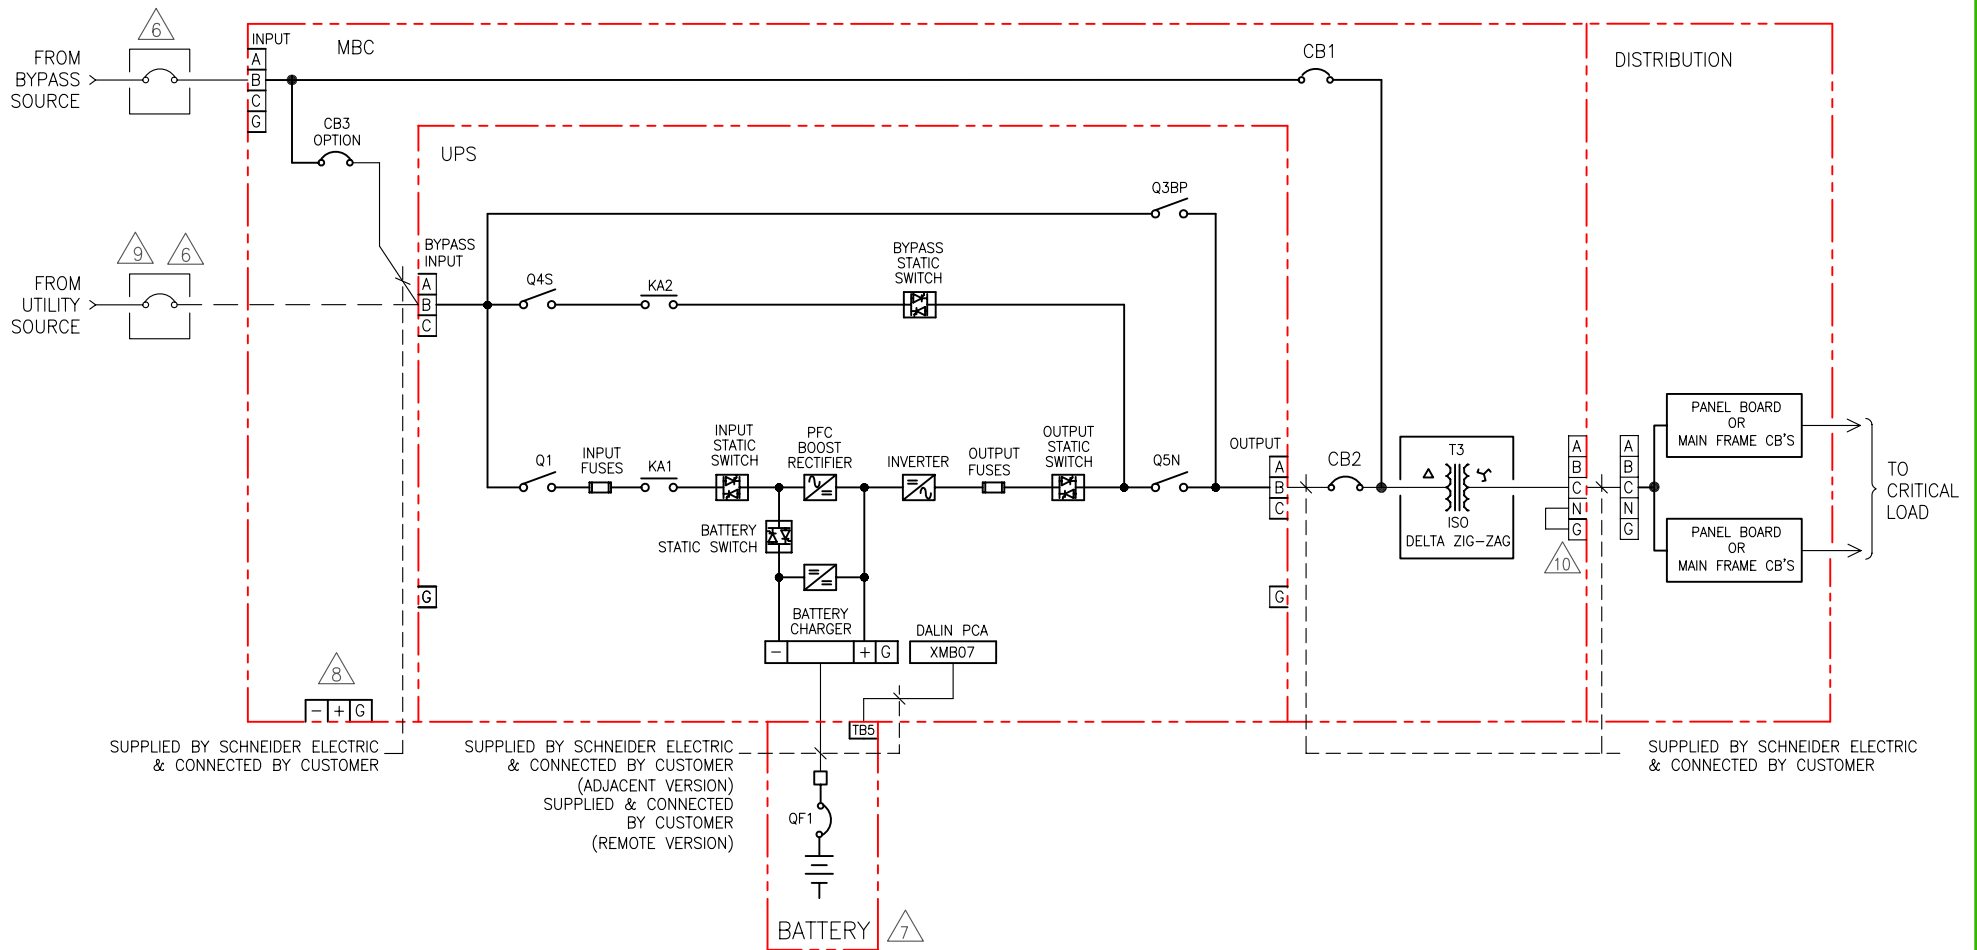 6
INPUT
MBC
FROM
BYPASS
SOURCE
A
B
C
G
CB1
DISTRIBUTION
CB3
OPTION
UPS
Q3BP
9
6
FROM
UTILITY
SOURCE
BYPASS
INPUT
A
B
C
Q4S
KA2
BYPASS
STATIC
SWITCH
Q1
INPUT
FUSES
KA1
INPUT
STATIC
SWITCH
PFC
BOOST
RECTIFIER
INVERTER
OUTPUT
FUSES
OUTPUT
STATIC
SWITCH
Q5N
OUTPUT
A
B
C
CB2
T3
ISO
DELTA ZIG-ZAG
A
B
C
N
G
10
A
B
C
N
G
PANEL BOARD
OR
MAIN FRAME CB'S
PANEL BOARD
OR
MAIN FRAME CB'S
TO
CRITICAL
LOAD
BATTERY
STATIC SWITCH
G
G
BATTERY
CHARGER
- + G
DALIN PCA
XMB07
8
- + G
TB5
SUPPLIED BY SCHNEIDER ELECTRIC
& CONNECTED BY CUSTOMER
SUPPLIED BY SCHNEIDER ELECTRIC
& CONNECTED BY CUSTOMER
(ADJACENT VERSION)
SUPPLIED & CONNECTED
BY CUSTOMER
(REMOTE VERSION)
SUPPLIED BY SCHNEIDER ELECTRIC
& CONNECTED BY CUSTOMER
QF1
BATTERY
7